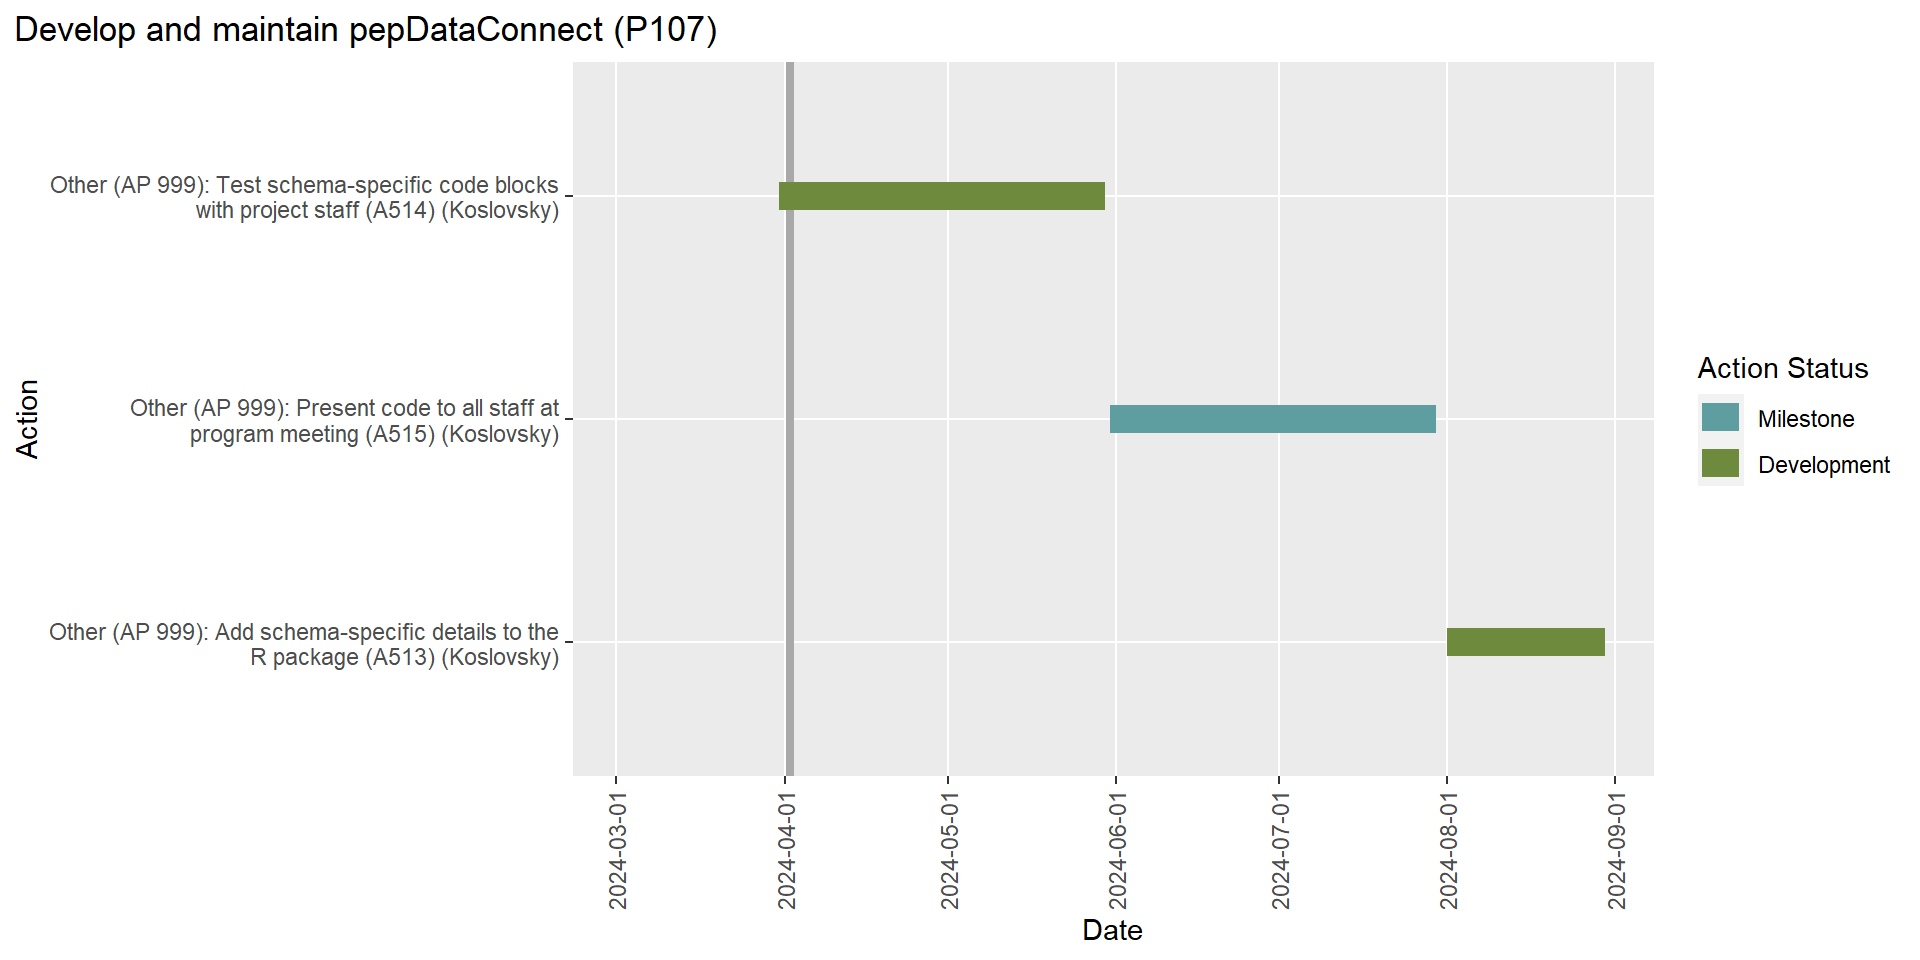 Develop and maintain pepDataConnect (P107)
Other (AP 999): Test schema-specific code blocks
with project staff (A514) (Koslovsky)
Other (AP 999): Present code to all staff at
program meeting (A515) (Koslovsky)
Other (AP 999): Add schema-specific details to the
R package (A513) (Koslovsky)
Action
2024-03-01
2024-04-01
2024-05-01
2024-06-01
2024-07-01
2024-08-01
2024-09-01
Date
Action Status
Milestone
Development